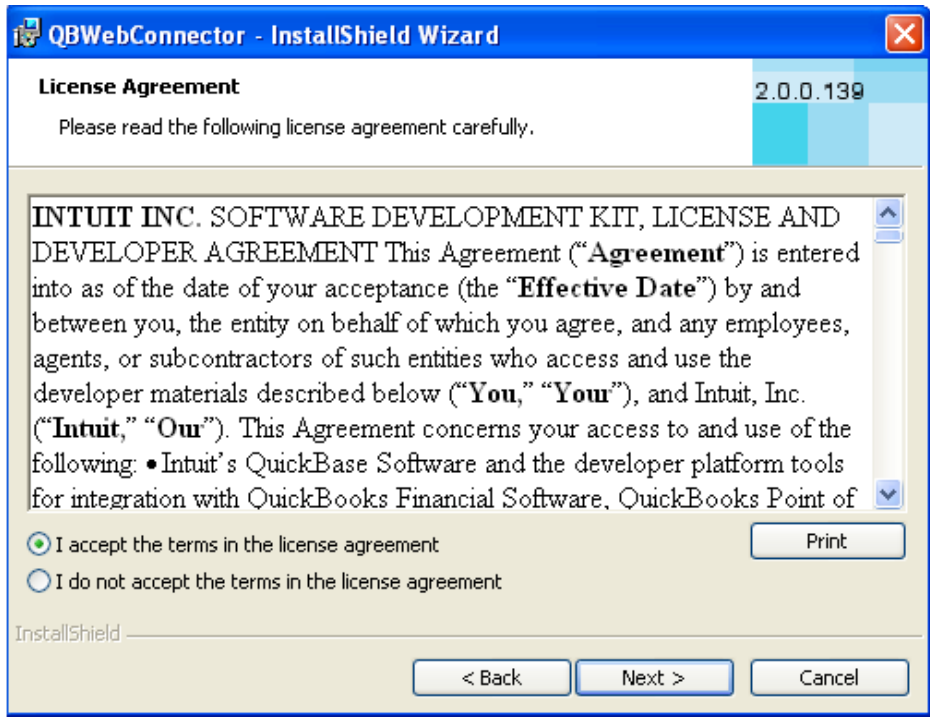 QBWebConnector - InstallShield Wizard
License Agreement
2.0.0.139
Please read the following license agreement carefully.
INTUIT INC. SOFTWARE DEVELOPMENT KIT, LICENSE AND
DEVELOPER AGREEMENT This Agreement (“Agreement”) is entered
into as of the date of your acceptance (the “Effective Date”) by and
between you, the entity on behalf of which you agree, and any employees,
agents, or subcontractors of such entities who access and use the
developer materials described below (“You,” “Your”), and Intuit, Inc.
(“Intuit,” “Our”). This Agreement concerns your access to and use of the
following: •Intuit’s QuickBase Software and the developer platform tools
for integration with QuickBooks Financial Software, QuickBooks Point of
I accept the terms in the license agreement
Print
I do not accept the terms in the license agreement
InstallShield
< Back
Next >
Cancel